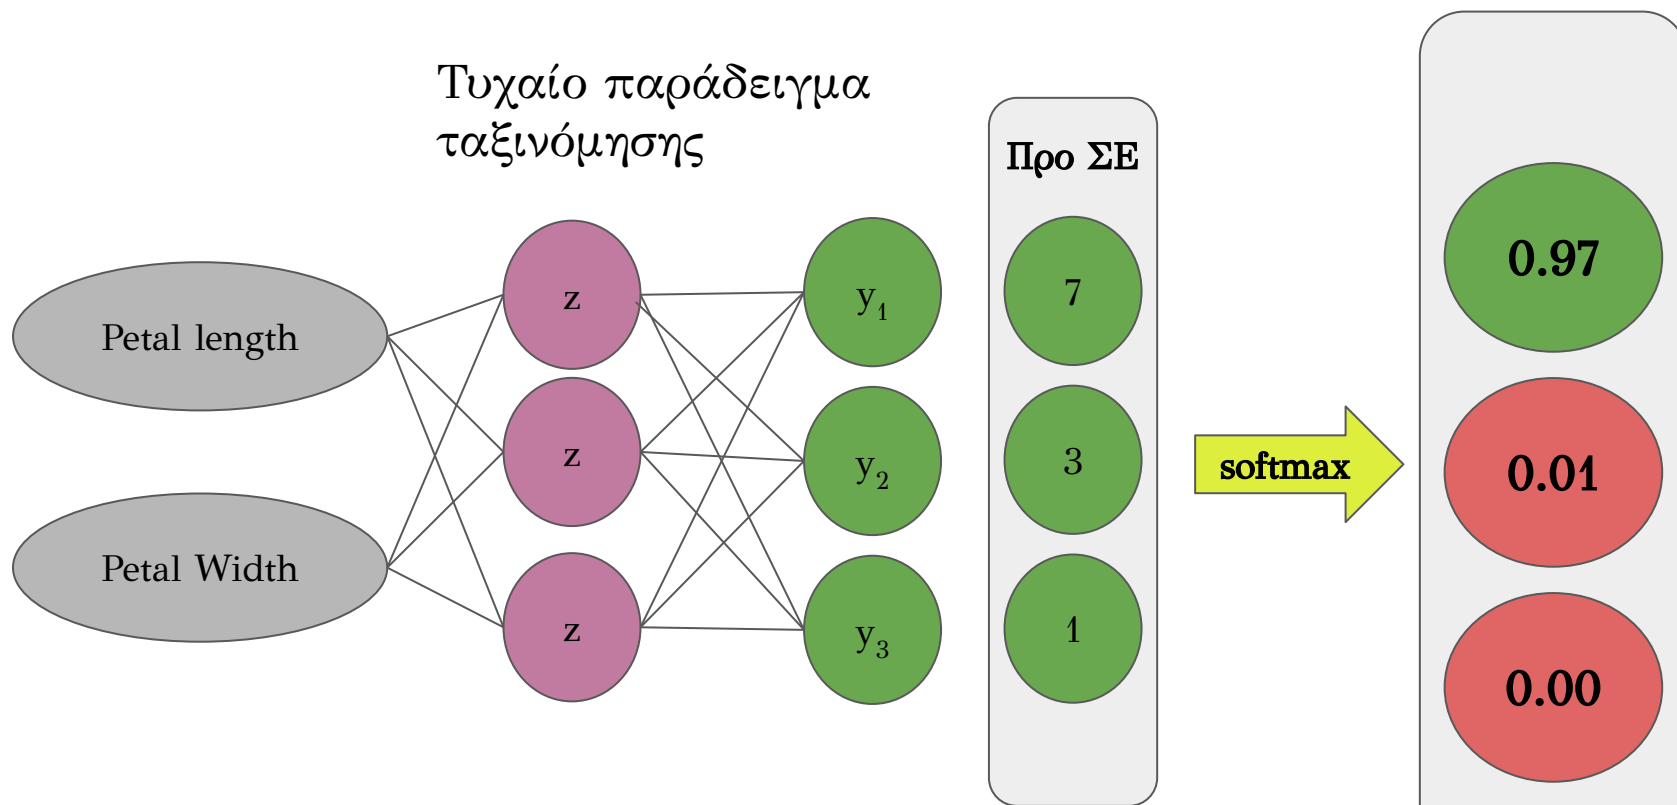 Τυχαίο παράδειγμα
ταξινόμησης
Προ ΣΕ
Petal length
Petal Width
z
z
z
y₁
y₂
y₃
7
3
1
softmax
0.97
0.01
0.00